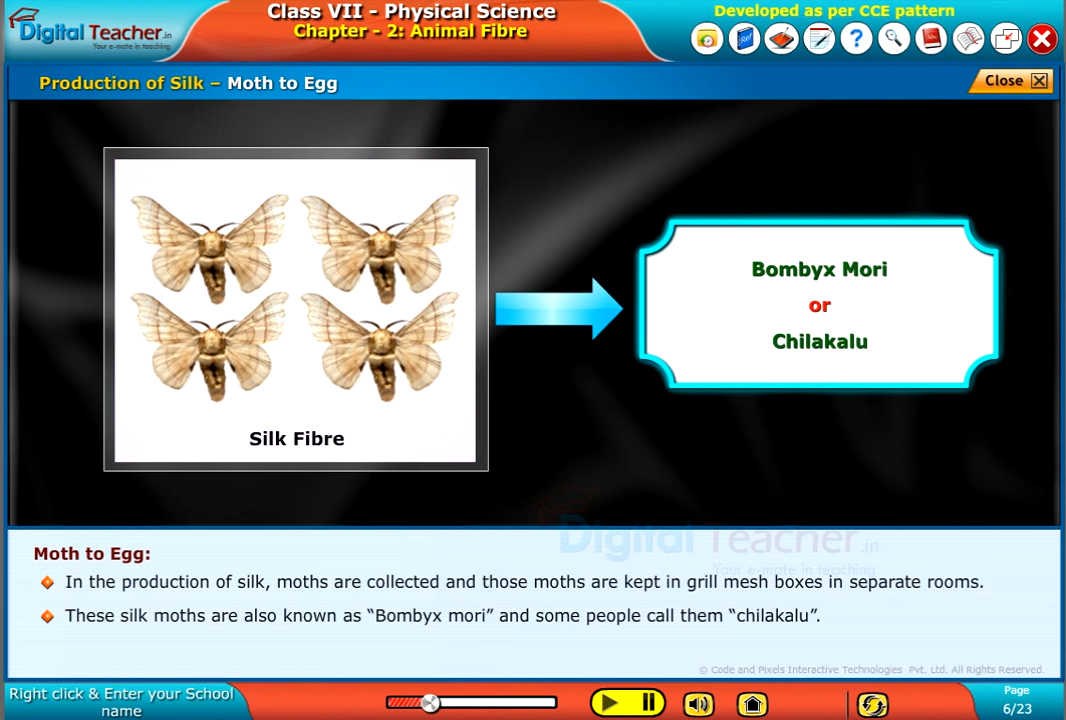 Digital Teacher.in
Your e-mate in teaching
Class VII - Physical Science
Chapter - 2: Animal Fibre
Developed as per CCE pattern
Production of Silk – Moth to Egg
Close
Silk Fibre
Bombyx Mori
or
Chilakalu
Digital Teacher.in
Your e-mate in teaching
Moth to Egg:
In the production of silk, moths are collected and those moths are kept in grill mesh boxes in separate rooms.
These silk moths are also known as “Bombyx mori” and some people call them “chilakalu”.
© Code and Pixels Interactive Technologies Pvt. Ltd. All Rights Reserved.
Right click & Enter your School
name
Page
6/23